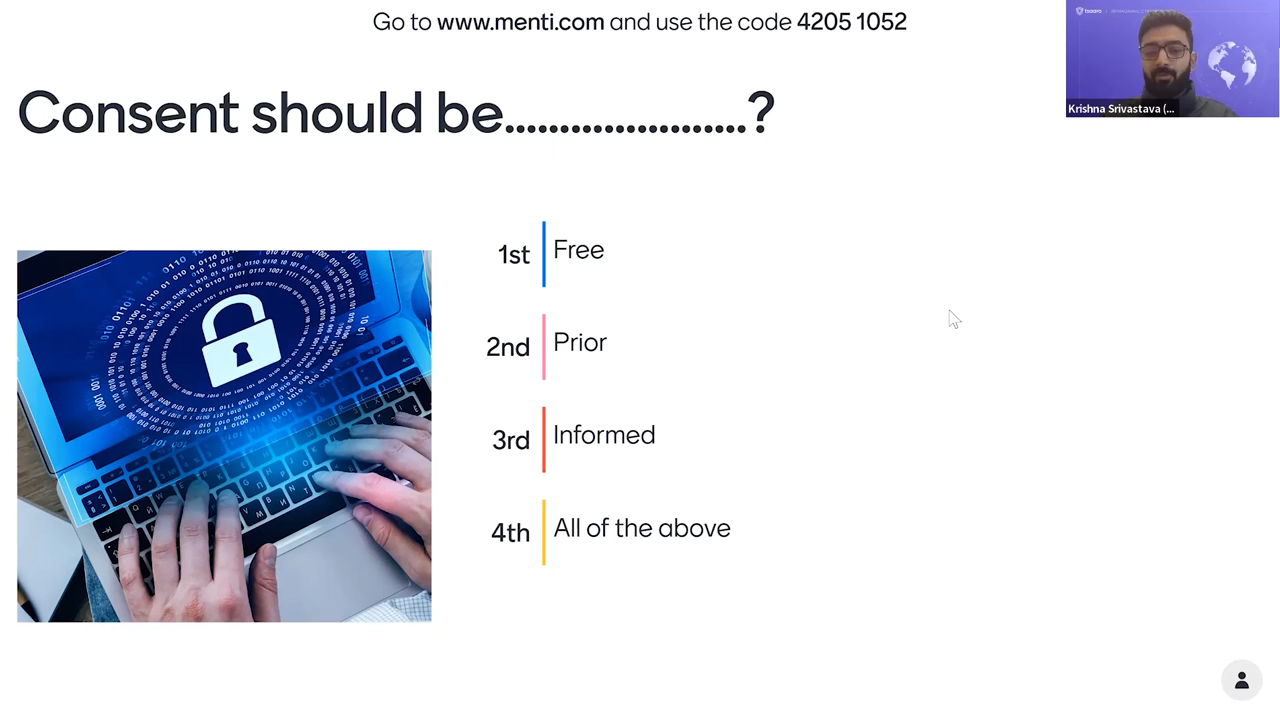 Go to www.menti.com and use the code 4205 1052
tsaaro
Krishna Srivastava (...
Consent should be.....................?
1st Free
2nd Prior
3rd Informed
4th All of the above